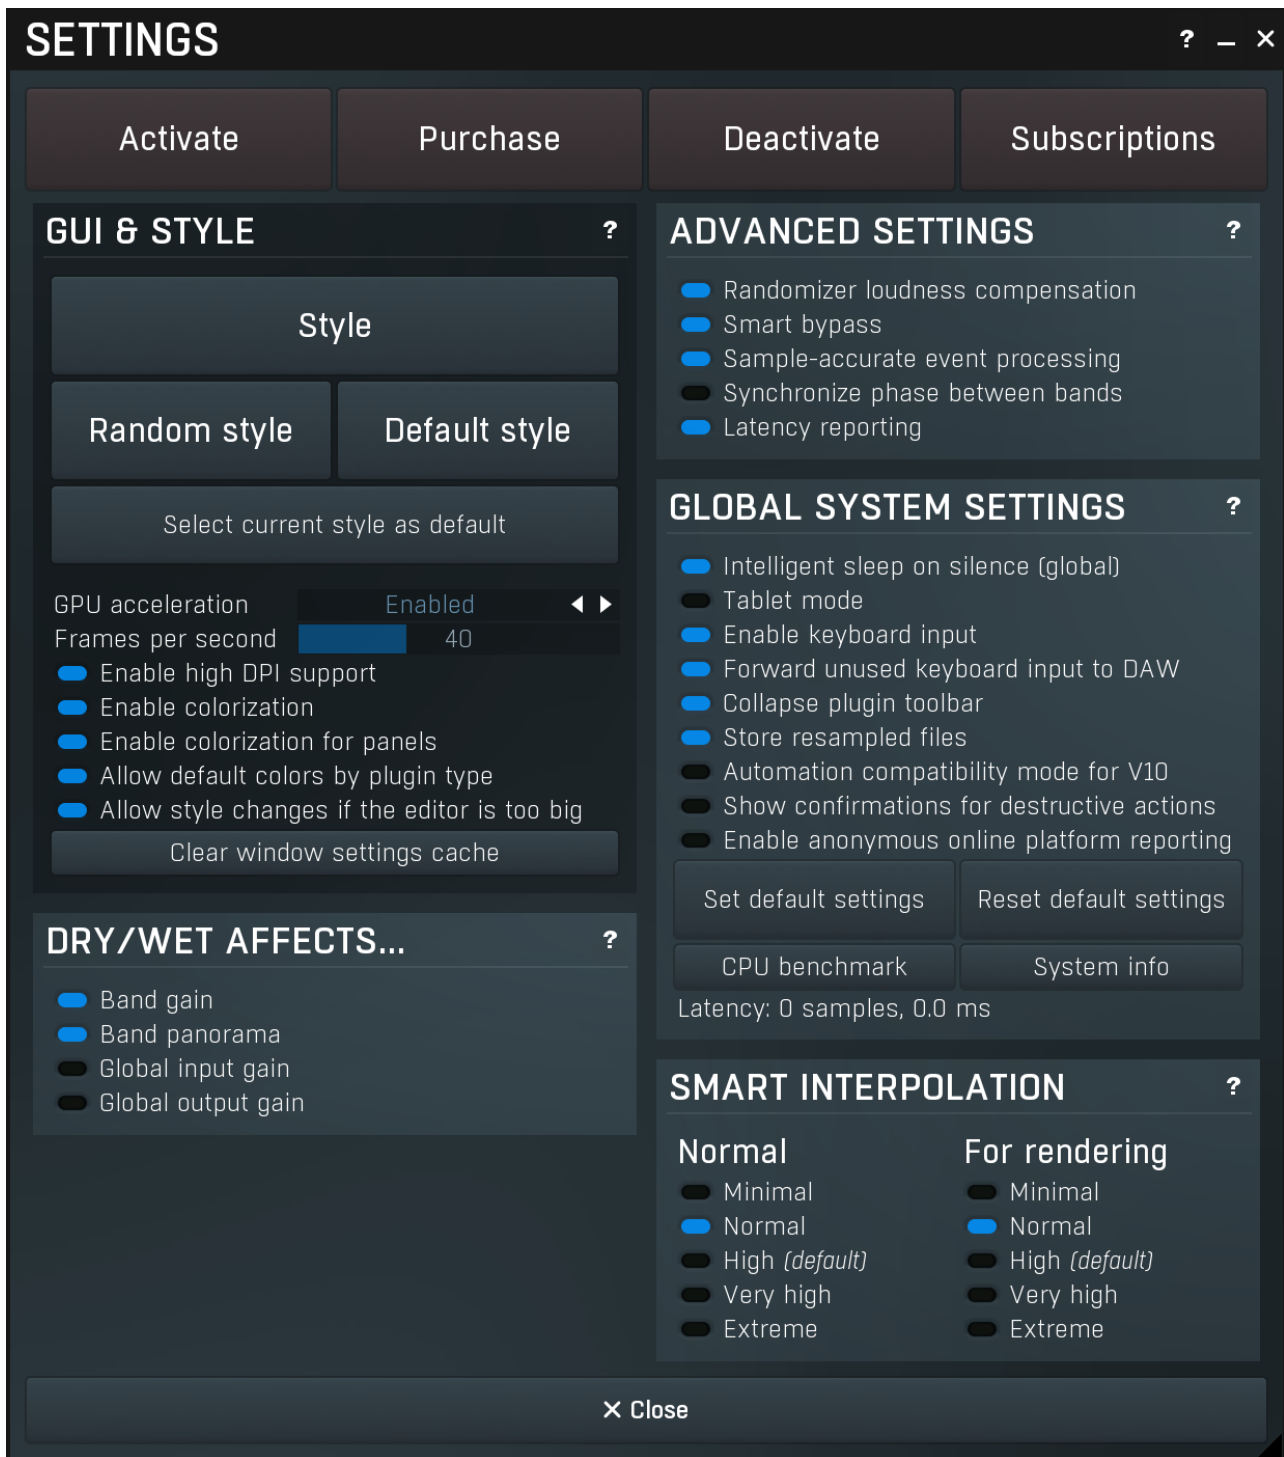 SETTINGS
? _ ✕
Activate Purchase Deactivate Subscriptions
GUI & STYLE ?
Style
Random style Default style
Select current style as default
GPU acceleration Enabled
Frames per second 40
Enable high DPI support
Enable colorization
Enable colorization for panels
Allow default colors by plugin type
Allow style changes if the editor is too big
Clear window settings cache
DRY/WET AFFECTS... ?
Band gain
Band panorama
Global input gain
Global output gain
ADVANCED SETTINGS ?
Randomizer loudness compensation
Smart bypass
Sample-accurate event processing
Synchronize phase between bands
Latency reporting
GLOBAL SYSTEM SETTINGS ?
Intelligent sleep on silence (global)
Tablet mode
Enable keyboard input
Forward unused keyboard input to DAW
Collapse plugin toolbar
Store resampled files
Automation compatibility mode for V10
Show confirmations for destructive actions
Enable anonymous online platform reporting
Set default settings Reset default settings
CPU benchmark System info
Latency: 0 samples, 0.0 ms
SMART INTERPOLATION ?
Normal For rendering
Minimal Minimal
Normal Normal
High (default) High (default)
Very high Very high
Extreme Extreme
✕ Close